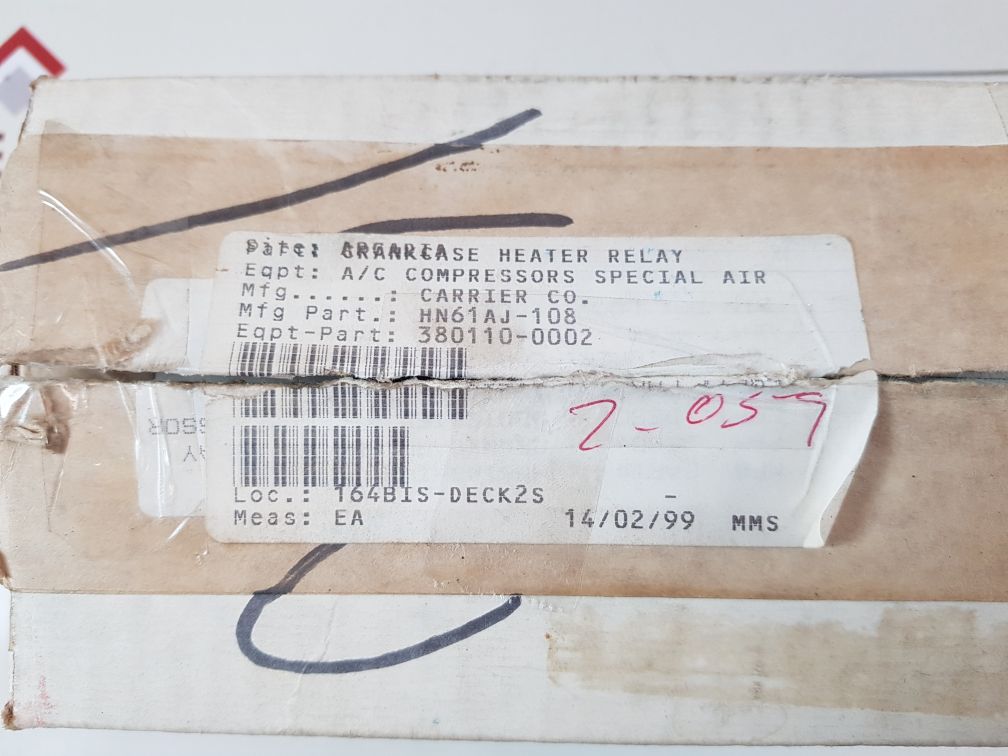 CRANKCASE HEATER RELAY
Eqpt: A/C COMPRESSORS SPECIAL AIR
Mfg......: CARRIER CO.
Mfg Part.: HN61AJ-108
Eqpt-Part: 380110-0002
2-059
Loc.: 164BIS-DECK2S -
Meas: EA 14/02/99 MMS